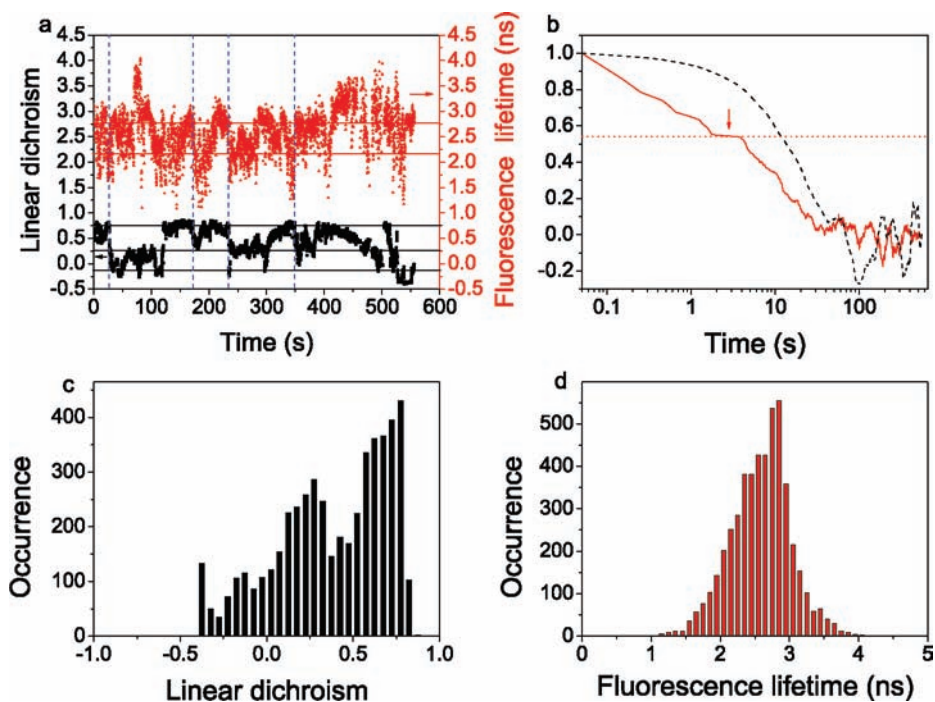 a
4.5 4.5
4.0 4.0
3.5 3.5
3.0 3.0
2.5 2.5
2.0 2.0
1.5 1.5
1.0 1.0
0.5 0.5
0.0 0.0
-0.5 -0.5
0 100 200 300 400 500 600
Time (s)
Linear dichroism
Fluorescence lifetime (ns)
b
1.0
0.8
0.6
0.4
0.2
0.0
-0.2
0.1 1 10 100
Time (s)
c
400
300
200
100
0
-1.0 -0.5 0.0 0.5 1.0
Occurrence
Linear dichroism
d
500
400
300
200
100
0
0 1 2 3 4 5
Occurrence
Fluorescence lifetime (ns)